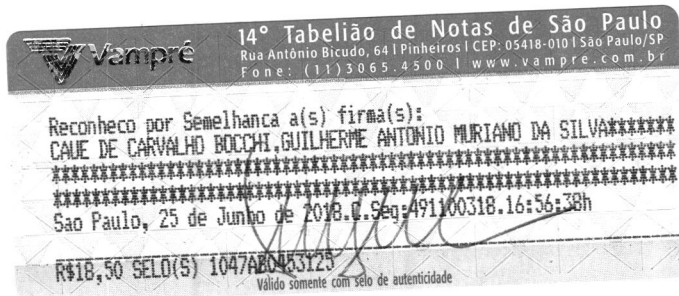 Vampré
14° Tabelião de Notas de São Paulo
Rua Antônio Bicudo, 64 I Pinheiros I CEP: 05418-010 I São Paulo/SP
Fone: (11)3065.4500 I www.vampre.com.br
Reconheco por Semelhanca a(s) firma(s):
CAUE DE CARVALHO BOCCHI,GUILHERME ANTONIO MURIANO DA SILVA*******
*****************************************************************
*****************************************************************
Sao Paulo, 25 de Junho de 2018.C.Seg:491100318.16:56:38h
R$18,50 SELO(S) 1047AB0453125
Válido somente com selo de autenticidade